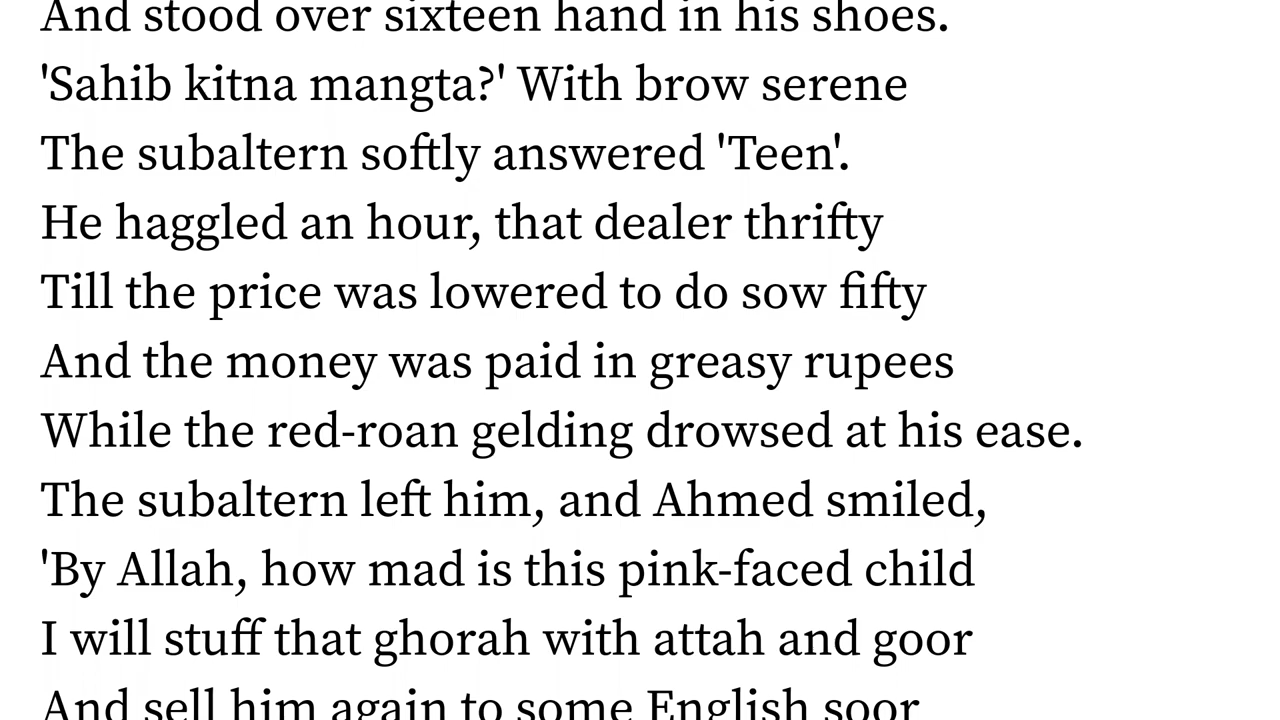 And stood over sixteen hand in his shoes.
'Sahib kitna mangta?' With brow serene
The subaltern softly answered 'Teen'.
He haggled an hour, that dealer thrifty
Till the price was lowered to do sow fifty
And the money was paid in greasy rupees
While the red-roan gelding drowsed at his ease.
The subaltern left him, and Ahmed smiled,
'By Allah, how mad is this pink-faced child
I will stuff that ghorah with attah and goor
And sell him again to some English soor